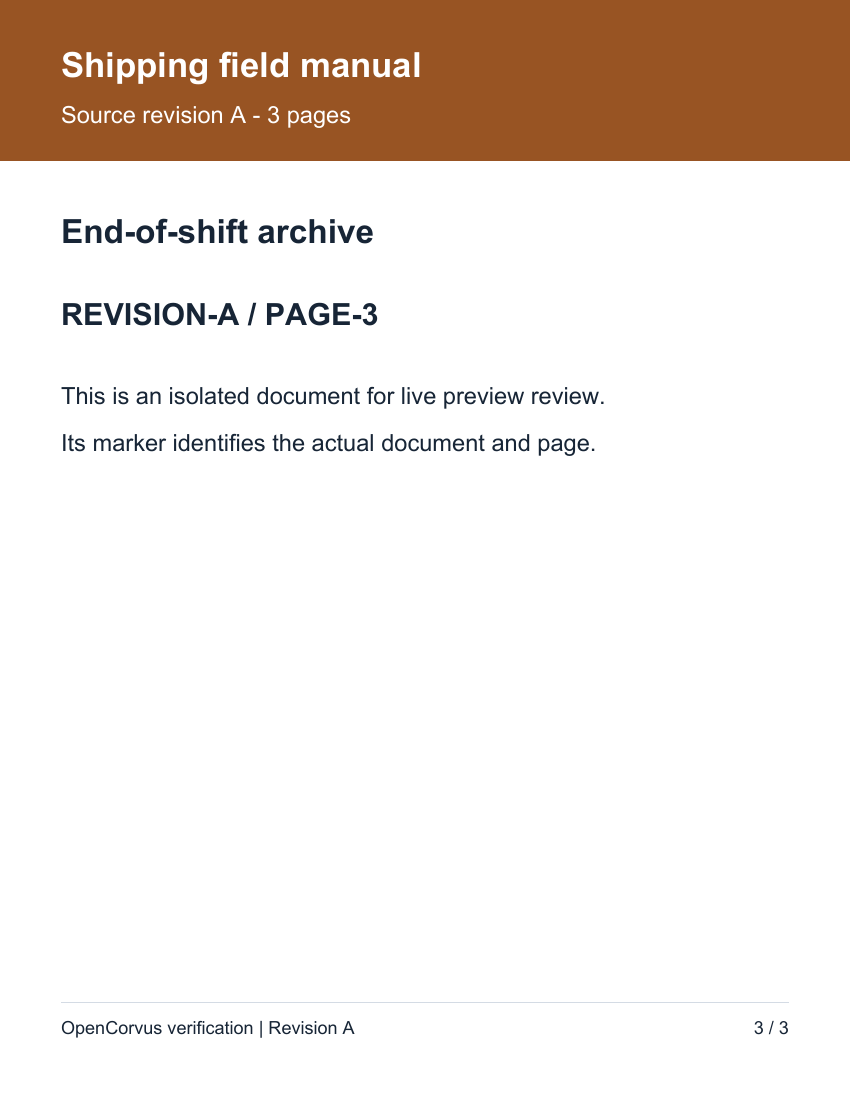 Shipping field manual
Source revision A - 3 pages
End-of-shift archive
REVISION-A / PAGE-3
This is an isolated document for live preview review.
Its marker identifies the actual document and page.
OpenCorvus verification | Revision A
3 / 3